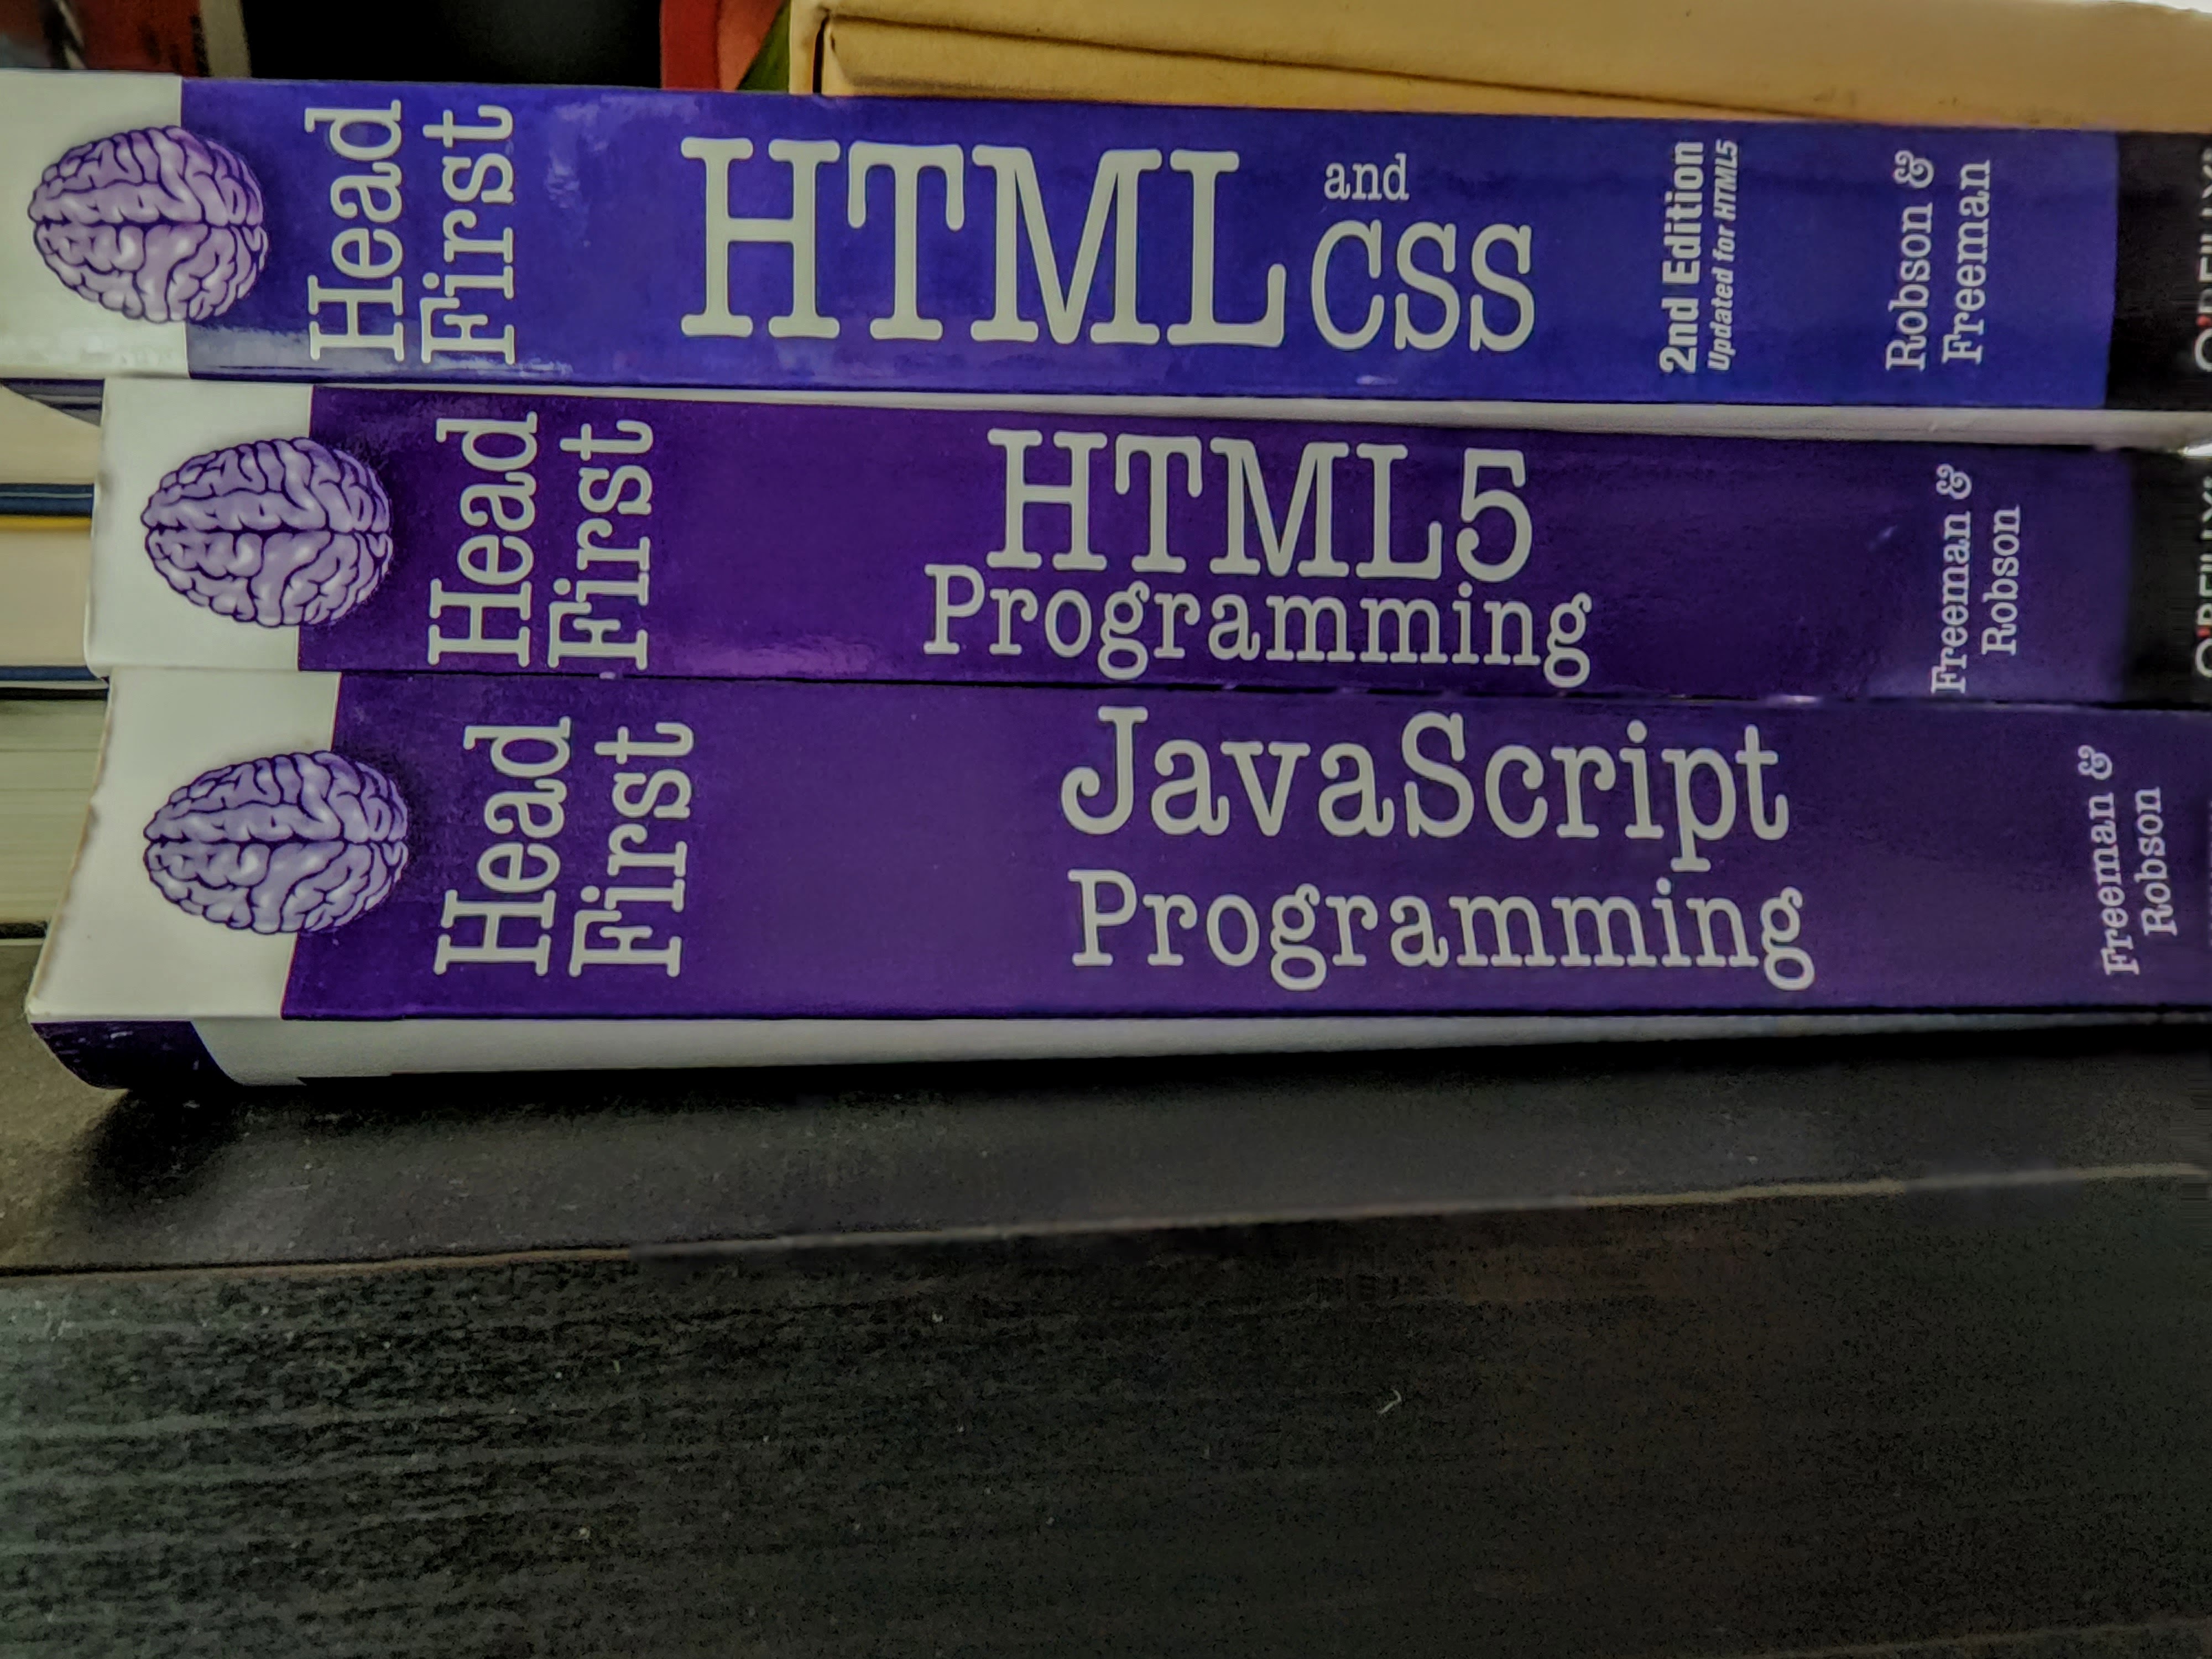 Head
First
HTML and
CSS
2nd Edition
Updated for HTML5
Robson &
Freeman
Head
First
HTML5
Programming
Freeman &
Robson
Head
First
JavaScript
Programming
Freeman &
Robson